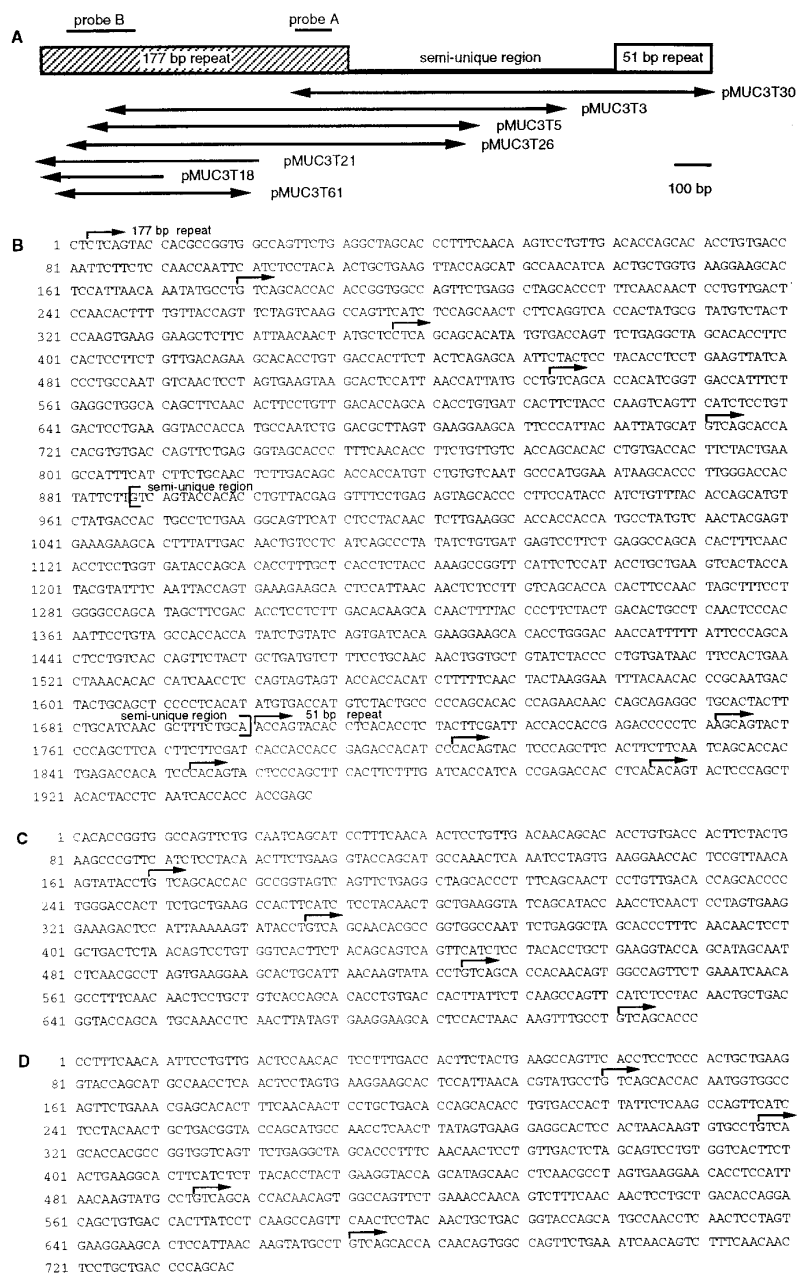 probe B
probe A
A
177 bp repeat
semi-unique region
51 bp repeat
pMUC3T30
pMUC3T3
pMUC3T5
pMUC3T26
pMUC3T21
pMUC3T18
pMUC3T61
100 bp
177 bp repeat
B
1 CTCTCAGTAC CACGCCGGTG GCCAGTTCTG AGGCTAGCAC CCTTTCAACA AGTCCTGTTG ACACCAGCAC ACCTGTGACC
81 AATTCTTCTC CAACCAATTC ATCTCCTACA ACTGCTGAAG TTACCAGCAT GCCAACATCA ACTGCTGGTG AAGGAAGCAC
161 TCCATTAACA AATATGCCTG TCAGCACCAC ACCGGTGGCC AGTTCTGAGG CTAGCACCCT TTCAACAACT CCTGTTGACT
241 CCAACACTTT TGTTACCAGT TCTAGTCAAG CCAGTTCATC TCCAGCAACT CTTCAGGTCA CCACTATGCG TATGTCTACT
321 CCAAGTGAAG GAAGCTCTTC ATTAACAACT ATGCTCCTCA GCAGCACATA TGTGACCAGT TCTGAGGCTA GCACACCTTC
401 CACTCCTTCT GTTGACAGAA GCACACCTGT GACCACTTCT ACTCAGAGCA ATTCTACTCC TACACCTCCT GAAGTTATCA
481 CCCTGCCAAT GTCAACTCCT AGTGAAGTAA GCACTCCATT AACCATTATG CCTGTCAGCA CCACATCGGT GACCATTTCT
561 GAGGCTGGCA CAGCTTCAAC ACTTCCTGTT GACACCAGCA CACCTGTGAT CACTTCTACC CAAGTCAGTT CATCTCCTGT
641 GACTCCTGAA GGTACCACCA TGCCAATCTG GACGCTTAGT GAAGGAAGCA TTCCCATTAC AATTATGCAT GTCAGCACCA
721 CACGTGTGAC CAGTTCTGAG GGTAGCACCC TTTCAACACC TTCTGTTGTC ACCAGCACAC CTGTGACCAC TTCTACTGAA
801 GCCATTTCAT CTTCTGCAAC TCTTGACAGC ACCACCATGT CTGTGTCAAT GCCCATGGAA ATAAGCACCC TTGGGACCAC
881 TATTCTTGTC AGTACCACAC CTGTTACGAG GTTTCCTGAG AGTAGCACCC CTTCCATACC ATCTGTTTAC ACCAGCATGT
semi-unique region
961 CTATGACCAC TGCCTCTGAA GGCAGTTCAT CTCCTACAAC TCTTGAAGGC ACCACCACCA TGCCTATGTC AACTACGAGT
1041 GAAAGAAGCA CTTTATTGAC AACTGTCCTC ATCAGCCCTA TATCTGTGAT GAGTCCTTCT GAGGCCAGCA CACTTTCAAC
1121 ACCTCCTGGT GATACCAGCA CACCTTTGCT CACCTCTACC AAAGCCGGTT CATTCTCCAT ACCTGCTGAA GTCACTACCA
1201 TACGTATTTC AATTACCAGT GAAAGAAGCA CTCCATTAAC AACTCTCCTT GTCAGCACCA CACTTCCAAC TAGCTTTCCT
1281 GGGGCCAGCA TAGCTTCGAC ACCTCCTCTT GACACAAGCA CAACTTTTAC CCCTTCTACT GACACTGCCT CAACTCCCAC
1361 AATTCCTGTA GCCACCACCA TATCTGTATC AGTGATCACA GAAGGAAGCA CACCTGGGAC AACCATTTTT ATTCCCAGCA
1441 CTCCTGTCAC CAGTTCTACT GCTGATGTCT TTCCTGCAAC AACTGGTGCT GTATCTACCC CTGTGATAAC TTCCACTGAA
1521 CTAAACACAC CATCAACCTC CAGTAGTAGT ACCACCACAT CTTTTTCAAC TACTAAGGAA TTTACAACAC CCGCAATGAC
1601 TACTGCAGCT CCCCTCACAT ATGTGACCAT GTCTACTGCC CCCAGCACAC CCAGAACAAC CAGCAGAGGC TGCACTACTT
semi-unique region
51 bp repeat
1681 CTGCATCAAC GCTTTCTGCA ACCAGTACAC CTCACACCTC TACTTCGATT ACCACCACCG AGACCCCCTC AAGCAGTACT
1761 CCCAGCTTCA CTTCTTCGAT CACCACCACC GAGACCACAT CCCACAGTAC TCCCAGCTTC ACTTCTTCAA TCAGCACCAC
1841 TGAGACCACA TCCCACAGTA CTCCCAGCTT CACTTCTTTG ATCACCATCA CCGAGACCAC CTCACACAGT ACTCCCAGCT
1921 ACACTACCTC AATCACCACC ACCGAGC
C
1 CACACCGGTG GCCAGTTCTG CAATCAGCAT CCTTTCAACA ACTCCTGTTG ACAACAGCAC ACCTGTGACC ACTTCTACTG
81 AAGCCCGTTC ATCTCCTACA ACTTCTGAAG GTACCAGCAT GCCAAACTCA AATCCTAGTG AAGGAACCAC TCCGTTAACA
161 AGTATACCTG TCAGCACCAC GCCGGTAGTC AGTTCTGAGG CTAGCACCCT TTCAGCAACT CCTGTTGACA CCAGCACCCC
241 TGGGACCACT TCTGCTGAAG CCACTTCATC TCCTACAACT GCTGAAGGTA TCAGCATACC AACCTCAACT CCTAGTGAAG
321 GAAAGACTCC ATTAAAAAGT ATACCTGTCA GCAACACGCC GGTGGCCAAT TCTGAGGCTA GCACCCTTTC AACAACTCCT
401 GCTGACTCTA ACAGTCCTGT GGTCACTTCT ACAGCAGTCA GTTCATCTCC TACACCTGCT GAAGGTACCA GCATAGCAAT
481 CTCAACGCCT AGTGAAGGAA GCACTGCATT AACAAGTATA CCTGTCAGCA CCACAACAGT GGCCAGTTCT GAAATCAACA
561 GCCTTTCAAC AACTCCTGCT GTCACCAGCA CACCTGTGAC CACTTATTCT CAAGCCAGTT CATCTCCTAC AACTGCTGAC
641 GGTACCAGCA TGCAAACCTC AACTTATAGT GAAGGAAGCA CTCCACTAAC AAGTTTGCCT GTCAGCACCC
D
1 CCTTTCAACA ATTCCTGTTG ACTCCAACAC TCCTTTGACC ACTTCTACTG AAGCCAGTTC CACCTCCTCCC ACTGCTGAAG
81 GTACCAGCAT GCCAACCTCA ACTCCTAGTG AAGGAAGCAC TCCATTAACA CGTATGCCTG TCAGCACCAC AATGGTGGCC
161 AGTTCTGAAA CGAGCACACT TTCAACAACT CCTGCTGACA CCAGCACACC TGTGACCACT TATTCTCAAG CCAGTTCATC
241 TCCTACAACT GCTGACGGTA CCAGCATGCC AACCTCAACT TATAGTGAAG GAGGCACTCC ACTAACAAGT GTGCCTGTCA
321 GCACCACGCC GGTGGTCAGT TCTGAGGCTA GCACCCTTTC AACAACTCCT GTTGACTCTA GCAGTCCTGT GGTCACTTCT
401 ACTGAAGGCA CTTCATCTCT TACACCTACT GAAGGTACCA GCATAGCAAC CTCAACGCCT AGTGAAGGAA CACCTCCATT
481 AACAAGTATG CCTGTCAGCA CCACAACAGT GGCCAGTTCT GAAACCAACA GTCTTTCAAC AACTCCTGCT GACACCAGGA
561 CAGCTGTGAC CACTTATCCT CAAGCCAGTT CAACTCCTAC AACTGCTGAC GGTACCAGCA TGCCAACCTC AACTCCTAGT
641 GAAGGAAGCA CTCCATTAAC AAGTATGCCT GTCAGCACCA CAACAGTGGC CAGTTCTGAA ATCAACAGTC TTTCAACAAC
721 TCCTGCTGAC CCCAGCAC